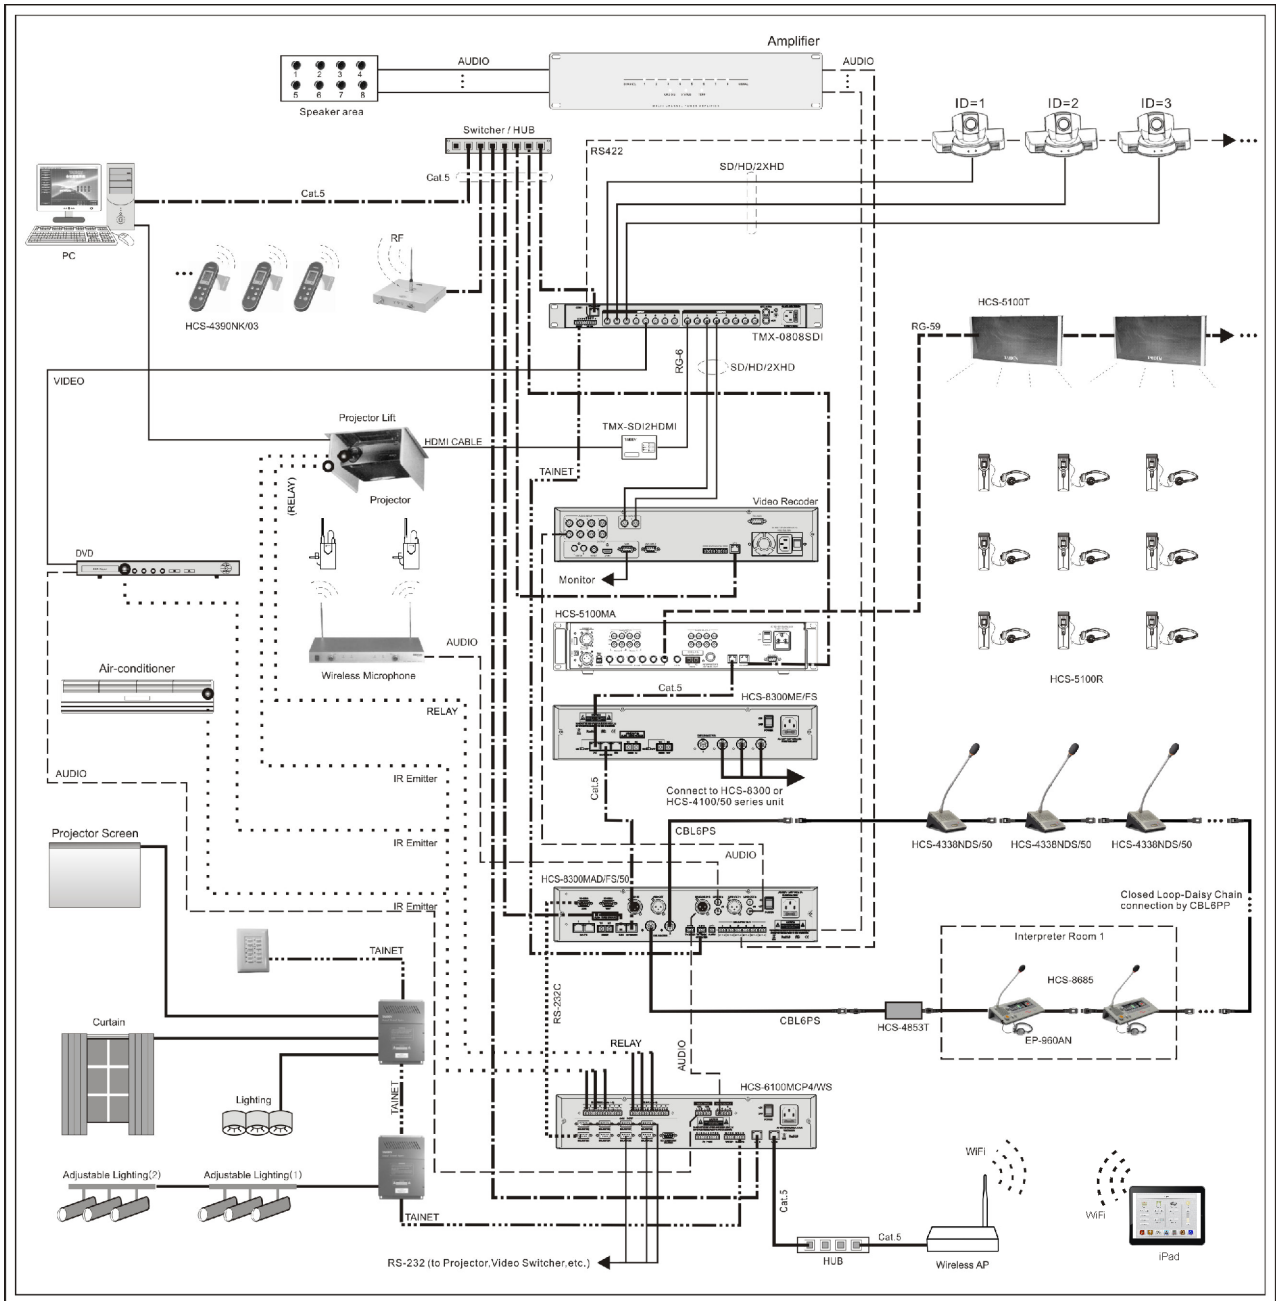 Amplifier
AUDIO
AUDIO
1 2 3 4
5 6 7 8
Speaker area
ID=1
ID=2
ID=3
Switcher / HUB
RS422
SD/HD/2XHD
Cat.5
Cat.5
RF
PC
HCS-4390NK/03
HCS-5100T
TMX-0808SDI
RG-59
RG-6
SD/HD/2XHD
VIDEO
Projector Lift
TMX-SDI2HDMI
HDMI CABLE
TAINET
(RELAY)
Projector
Video Recoder
DVD
Monitor
HCS-5100MA
AUDIO
Air-conditioner
Wireless Microphone
Cat.5
HCS-5100R
HCS-8300ME/FS
RELAY
AUDIO
IR Emitter
Cat.5
Connect to HCS-8300 or
HCS-4100/50 series unit
Projector Screen
CBL6PS
IR Emitter
HCS-4338NDS/50
HCS-4338NDS/50
HCS-4338NDS/50
AUDIO
HCS-8300MAD/FS/50
Closed Loop-Daisy Chain
connection by CBL6PP
IR Emitter
Interpreter Room 1
TAINET
HCS-8685
RS-232C
CBL6PS
HCS-4853T
Curtain
EP-960AN
RELAY
AUDIO
TAINET
HCS-6100MCP4/WS
Lighting
WiFi
Adjustable Lighting(2)
Adjustable Lighting(1)
Cat.5
TAINET
WiFi
Cat.5
RS-232 (to Projector,Video Switcher,etc.)
HUB
Wireless AP
iPad